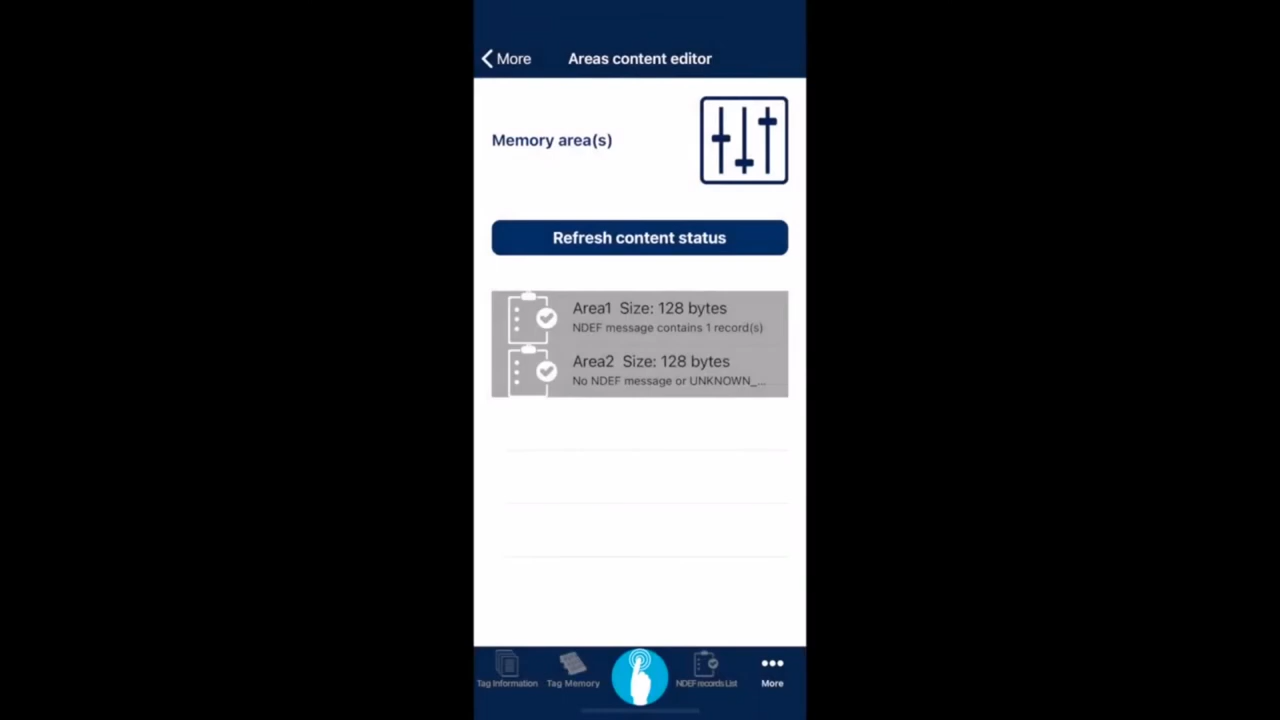 More
Areas content editor
Memory area(s)
Refresh content status
Area1 Size: 128 bytes
NDEF message contains 1 record(s)
Area2 Size: 128 bytes
No NDEF message or UNKNOWN_...
Tag Information
Tag Memory
NDEF records List
More